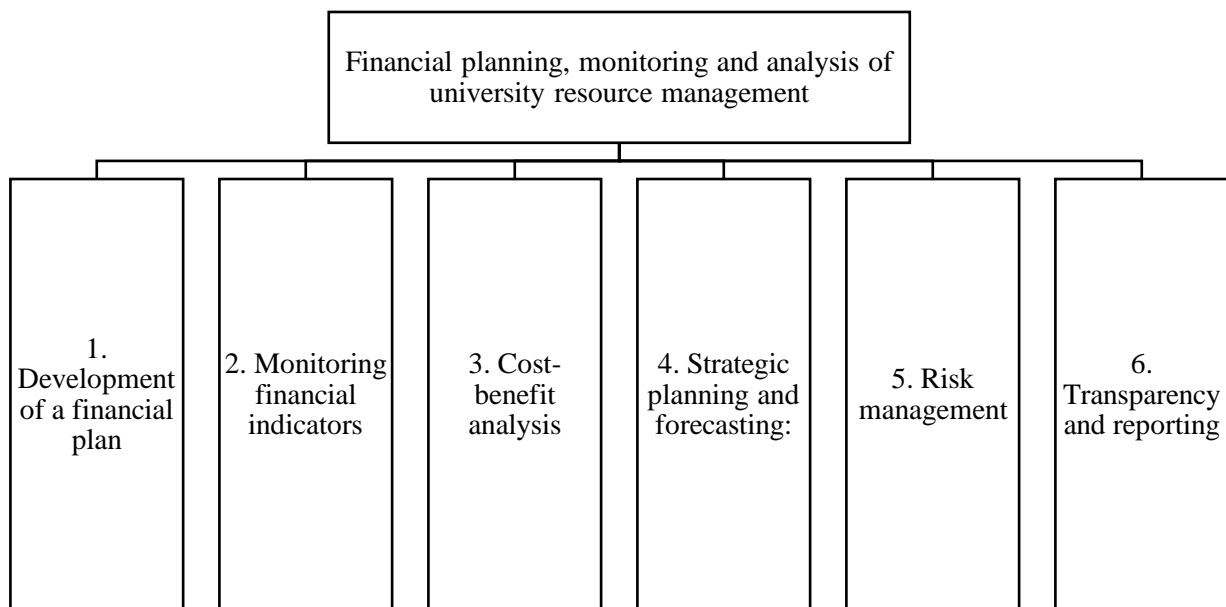 Financial planning, monitoring and analysis of
university resource management
1.
Development
of a financial
plan
2. Monitoring
financial
indicators
3. Cost-
benefit
analysis
4. Strategic
planning and
forecasting:
5. Risk
management
6.
Transparency
and reporting